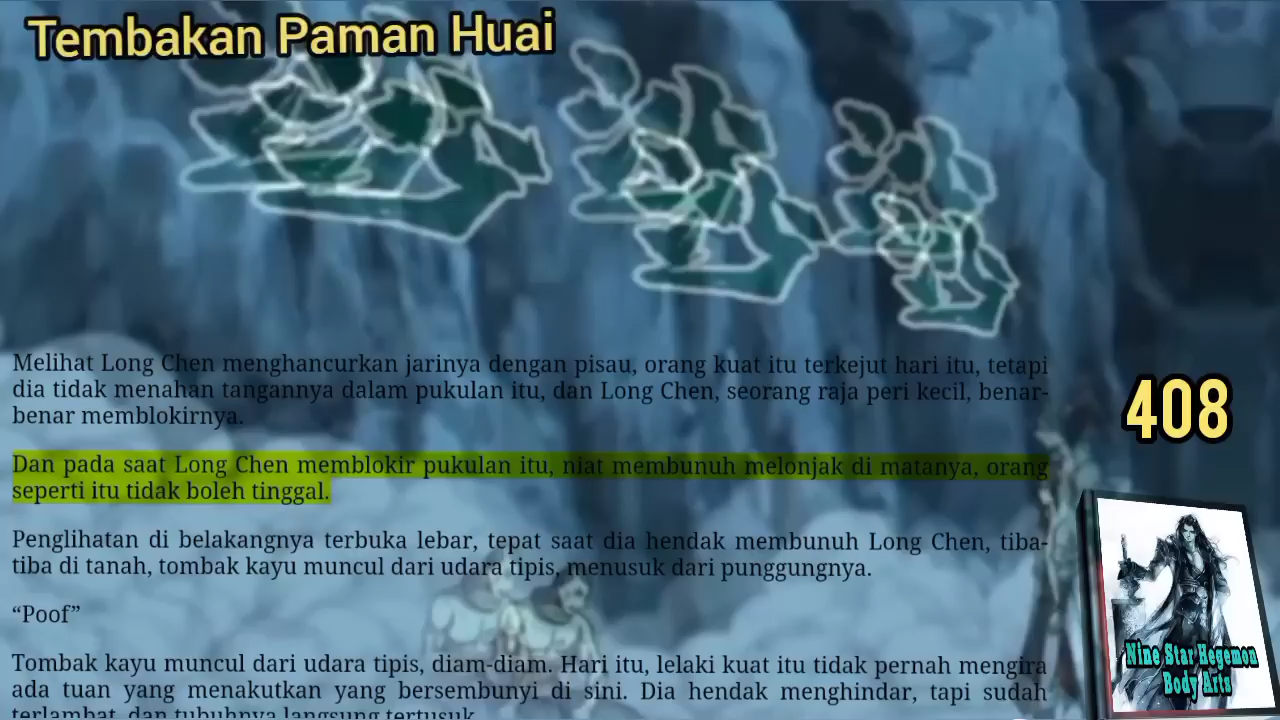 Tembakan Paman Huai
Melihat Long Chen menghancurkan jarinya dengan pisau, orang kuat itu terkejut hari itu, tetapi
dia tidak menahan tangannya dalam pukulan itu, dan Long Chen, seorang raja peri kecil, benar-
benar memblokirnya.
Dan pada saat Long Chen memblokir pukulan itu, niat membunuh melonjak di matanya, orang
seperti itu tidak boleh tinggal.
Penglihatan di belakangnya terbuka lebar, tepat saat dia hendak membunuh Long Chen, tiba-
tiba di tanah, tombak kayu muncul dari udara tipis, menusuk dari punggungnya.
“Poof”
Tombak kayu muncul dari udara tipis, diam-diam. Hari itu, lelaki kuat itu tidak pernah mengira
ada tuan yang menakutkan yang bersembunyi di sini. Dia hendak menghindar, tapi sudah
terlambat, dan tubuhnya langsung tertusuk.
408
Nine Star Hegemon
Body Arts